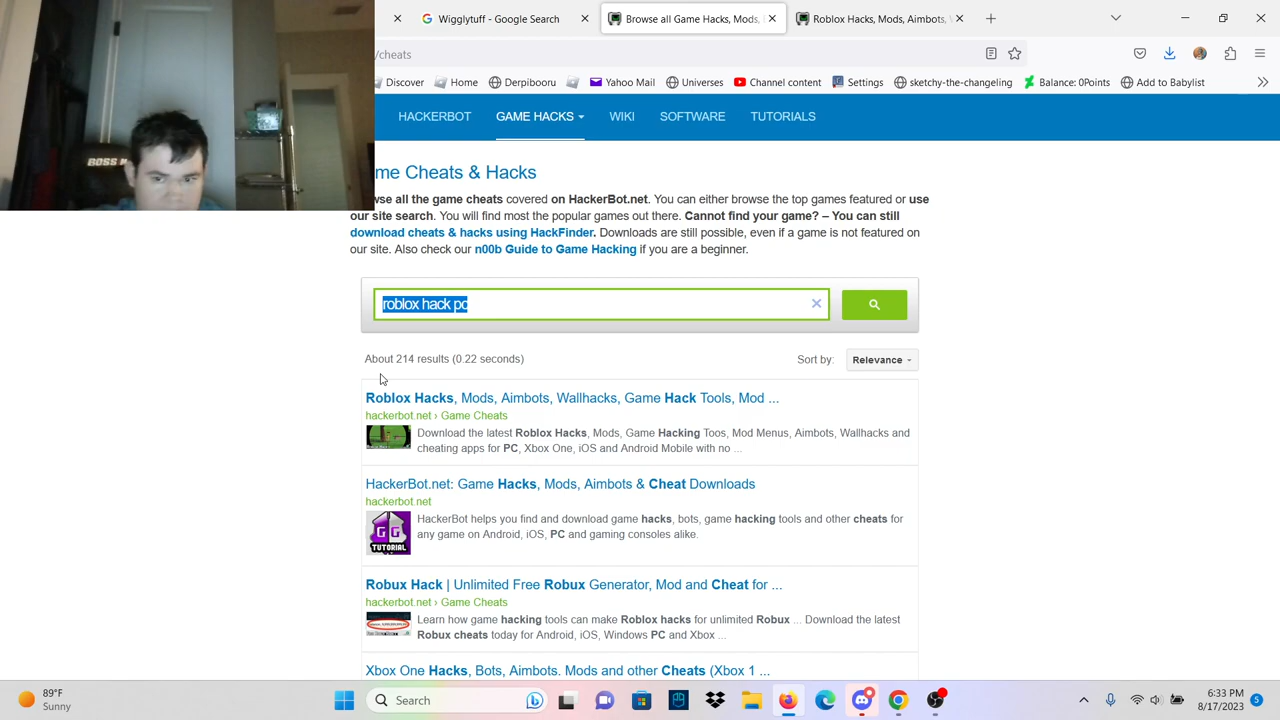 Wigglytuff - Google Search
Browse all Game Hacks, Mods,
Roblox Hacks, Mods, Aimbots,
/cheats
Discover
Home
Derpibooru
Yahoo Mail
Universes
Channel content
Settings
sketchy-the-changeling
Balance: 0Points
Add to Babylist
HACKERBOT
GAME HACKS
WIKI
SOFTWARE
TUTORIALS
BOSS
me Cheats & Hacks
wse all the game cheats covered on HackerBot.net. You can either browse the top games featured or use
our site search. You will find most the popular games out there. Cannot find your game? – You can still
download cheats & hacks using HackFinder. Downloads are still possible, even if a game is not featured on
our site. Also check our n00b Guide to Game Hacking if you are a beginner.
roblox hack pc
About 214 results (0.22 seconds)
Sort by:
Relevance
Roblox Hacks, Mods, Aimbots, Wallhacks, Game Hack Tools, Mod ...
hackerbot.net › Game Cheats
Download the latest Roblox Hacks, Mods, Game Hacking Toos, Mod Menus, Aimbots, Wallhacks and
cheating apps for PC, Xbox One, iOS and Android Mobile with no ...
HackerBot.net: Game Hacks, Mods, Aimbots & Cheat Downloads
hackerbot.net
GG
TUTORIAL
HackerBot helps you find and download game hacks, bots, game hacking tools and other cheats for
any game on Android, iOS, PC and gaming consoles alike.
Robux Hack | Unlimited Free Robux Generator, Mod and Cheat for ...
hackerbot.net › Game Cheats
Learn how game hacking tools can make Roblox hacks for unlimited Robux ... Download the latest
Robux cheats today for Android, iOS, Windows PC and Xbox ...
Xbox One Hacks, Bots, Aimbots. Mods and other Cheats (Xbox 1 ...
89°F
Sunny
Search
6:33 PM
8/17/2023
5